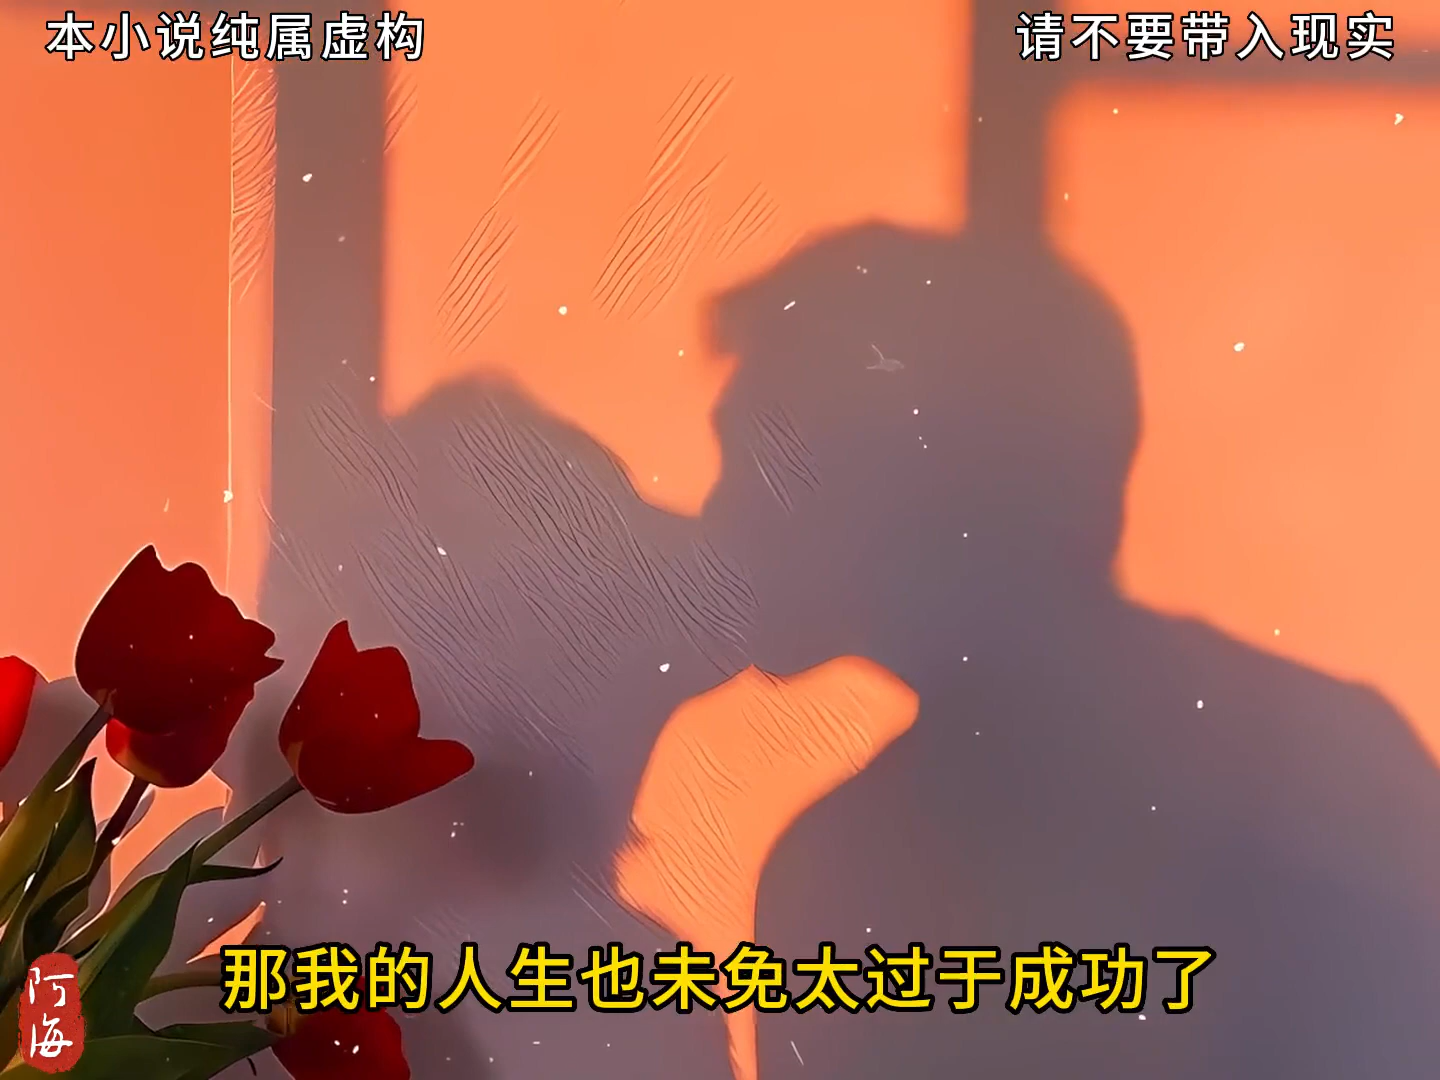 本小说纯属虚构
请不要带入现实
那我的人生也未免太过于成功了
阿海